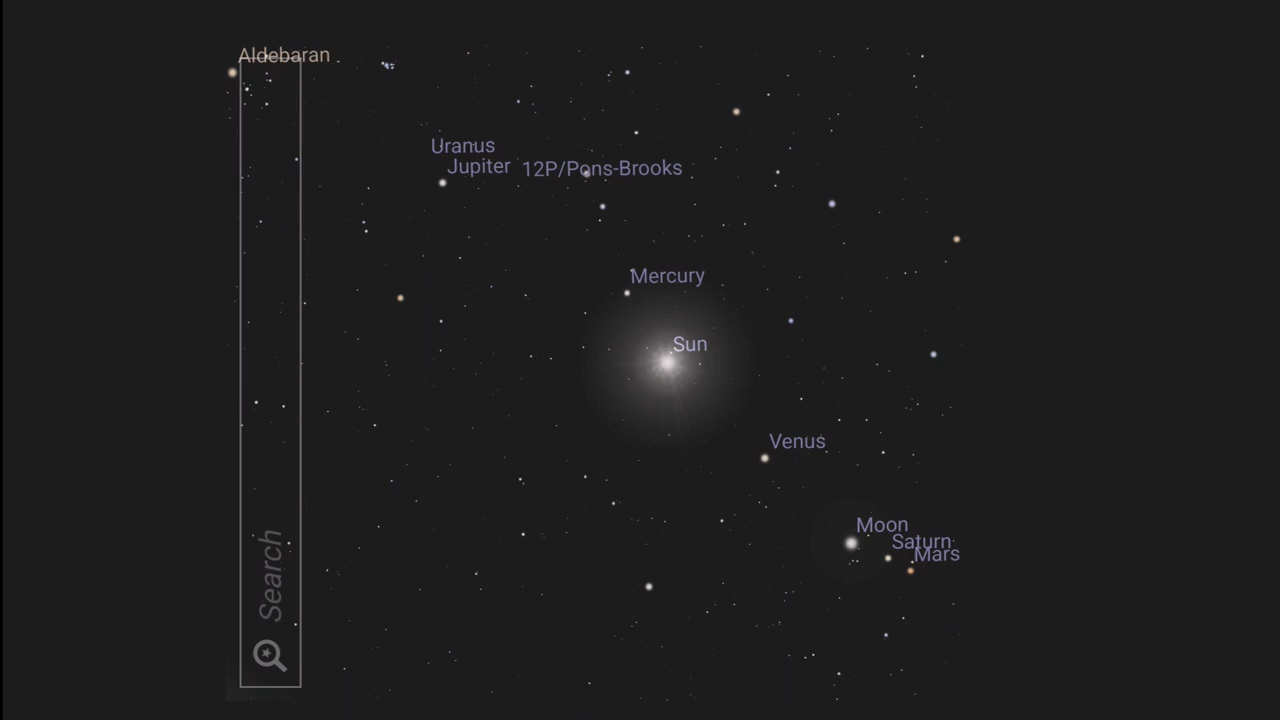 Aldebaran
Uranus
Jupiter
12P/Pons-Brooks
Mercury
Sun
Venus
Moon
Saturn
Mars
Search